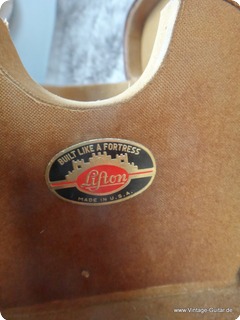 BUILT LIKE A FORTRESS
Lifton
MADE IN U.S.A.
www.Vintage-Guitar.de